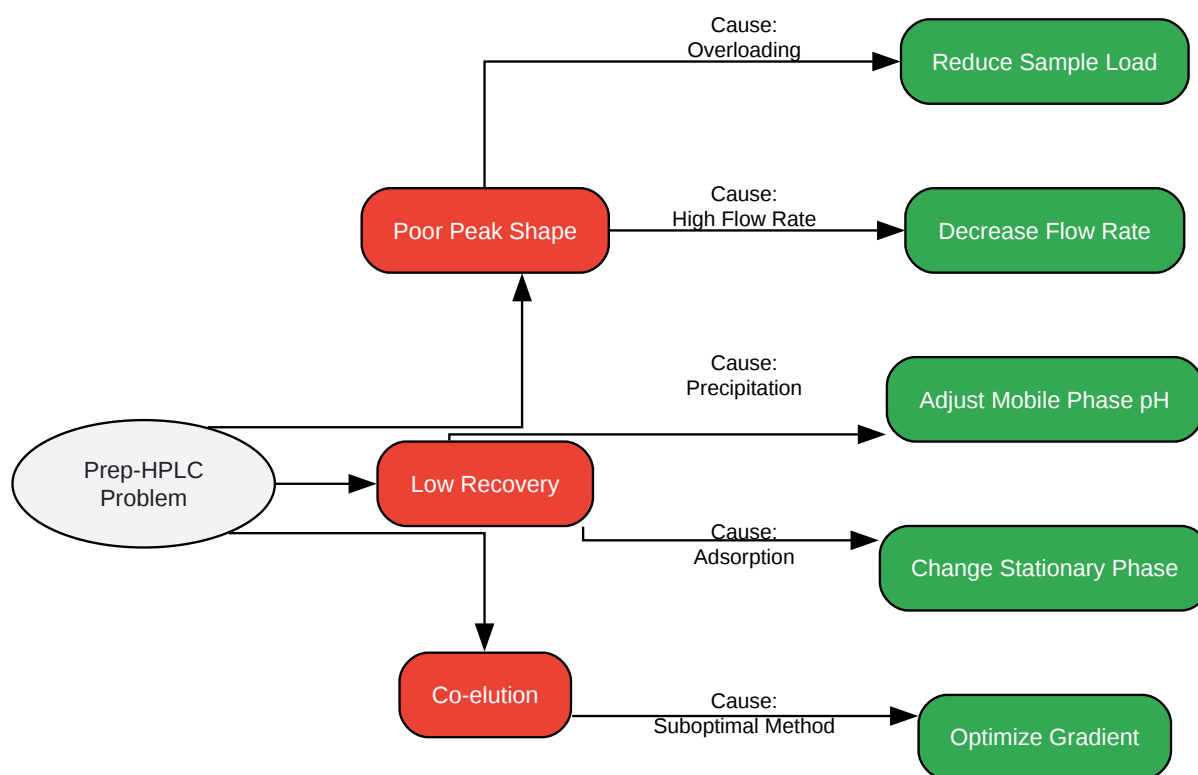 Cause:
Overloading
Reduce Sample Load
Poor Peak Shape
Cause:
High Flow Rate
Decrease Flow Rate
Cause:
Precipitation
Adjust Mobile Phase pH
Prep-HPLC
Problem
Low Recovery
Cause:
Adsorption
Change Stationary Phase
Co-elution
Cause:
Suboptimal Method
Optimize Gradient